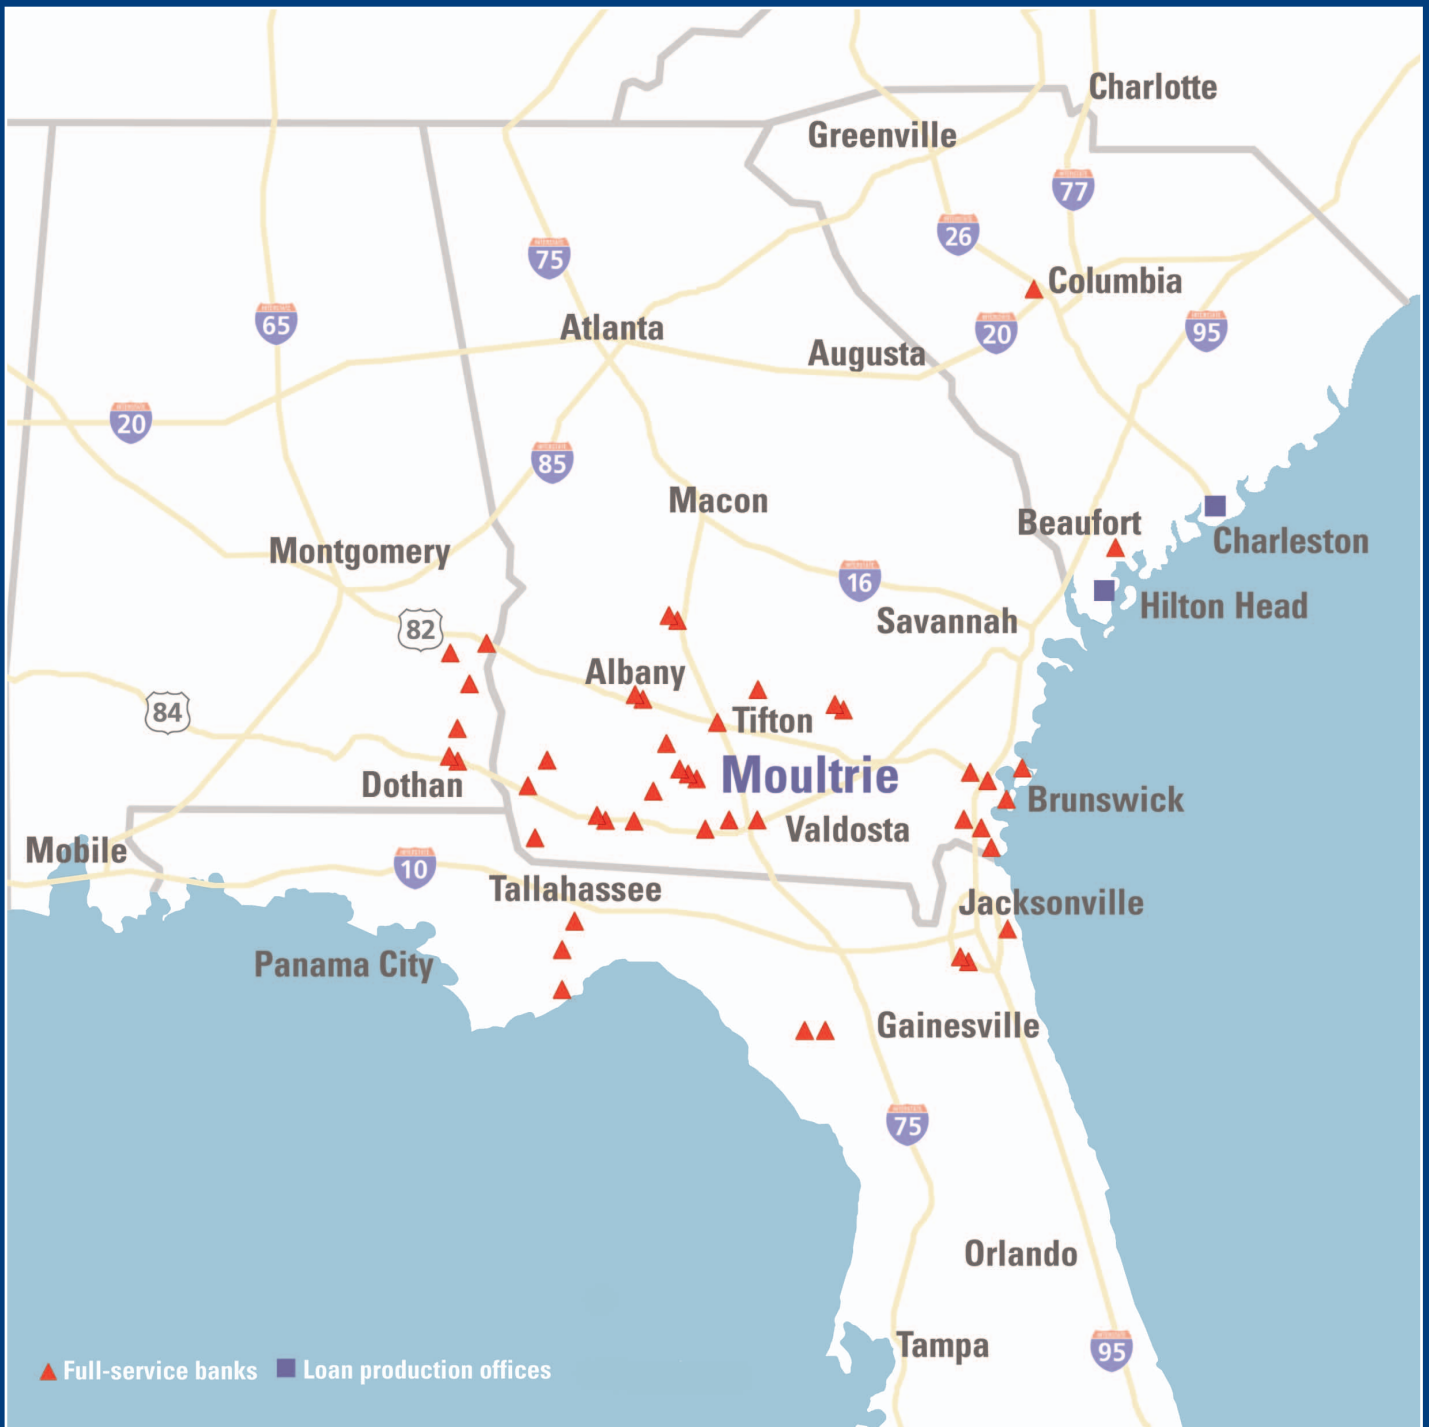 Charlotte
Greenville
77
26
75
Columbia
65
20
95
Atlanta
Augusta
20
85
Macon
Beaufort
Charleston
Montgomery
16
Hilton Head
82
Savannah
Albany
84
Tifton
Moultrie
Dothan
Brunswick
Valdosta
Mobile
10
Tallahassee
Jacksonville
Panama City
Gainesville
75
Orlando
Tampa
95
Full-service banks
Loan production offices